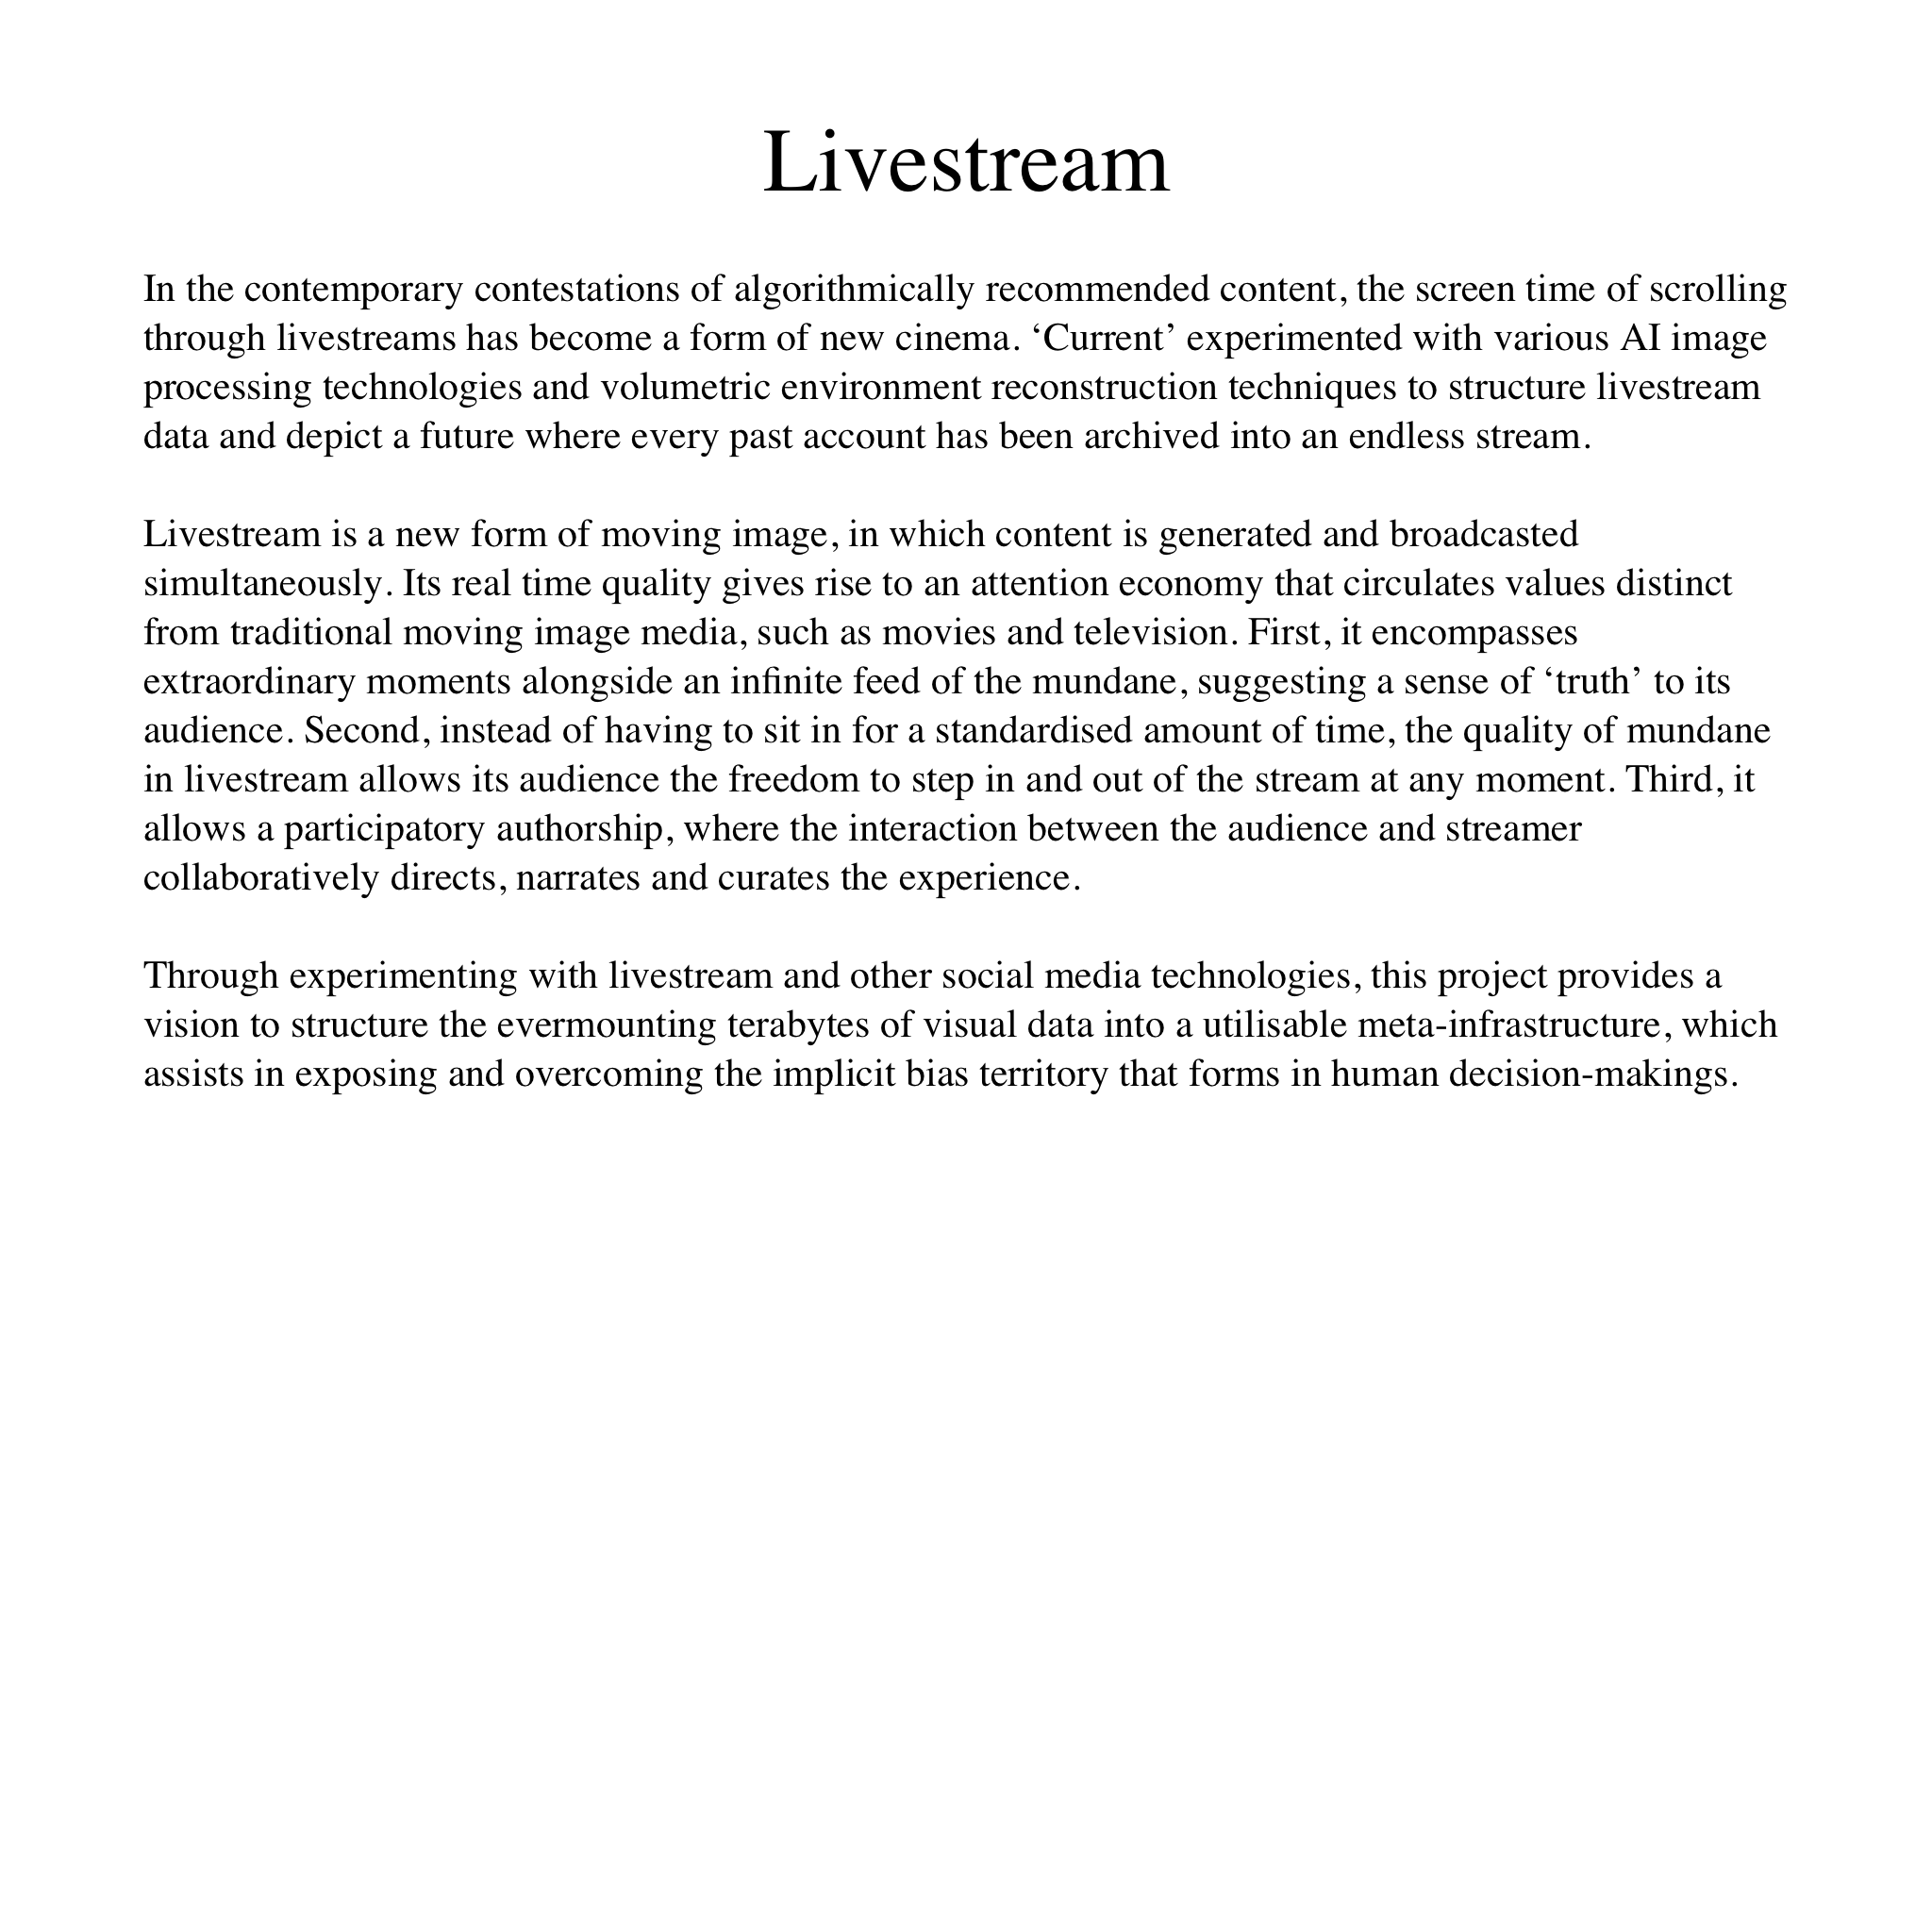 Livestream
In the contemporary contestations of algorithmically recommended content, the screen time of scrolling
through livestreams has become a form of new cinema. ‘Current’ experimented with various AI image
processing technologies and volumetric environment reconstruction techniques to structure livestream
data and depict a future where every past account has been archived into an endless stream.
Livestream is a new form of moving image, in which content is generated and broadcasted
simultaneously. Its real time quality gives rise to an attention economy that circulates values distinct
from traditional moving image media, such as movies and television. First, it encompasses
extraordinary moments alongside an infinite feed of the mundane, suggesting a sense of ‘truth’ to its
audience. Second, instead of having to sit in for a standardised amount of time, the quality of mundane
in livestream allows its audience the freedom to step in and out of the stream at any moment. Third, it
allows a participatory authorship, where the interaction between the audience and streamer
collaboratively directs, narrates and curates the experience.
Through experimenting with livestream and other social media technologies, this project provides a
vision to structure the evermounting terabytes of visual data into a utilisable meta-infrastructure, which
assists in exposing and overcoming the implicit bias territory that forms in human decision-makings.